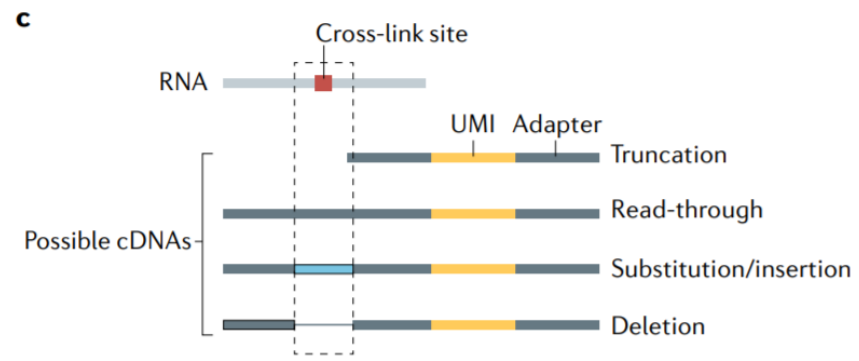 c
Cross-link site
RNA
UMI Adapter
Truncation
Read-through
Possible cDNAs
Substitution/insertion
Deletion